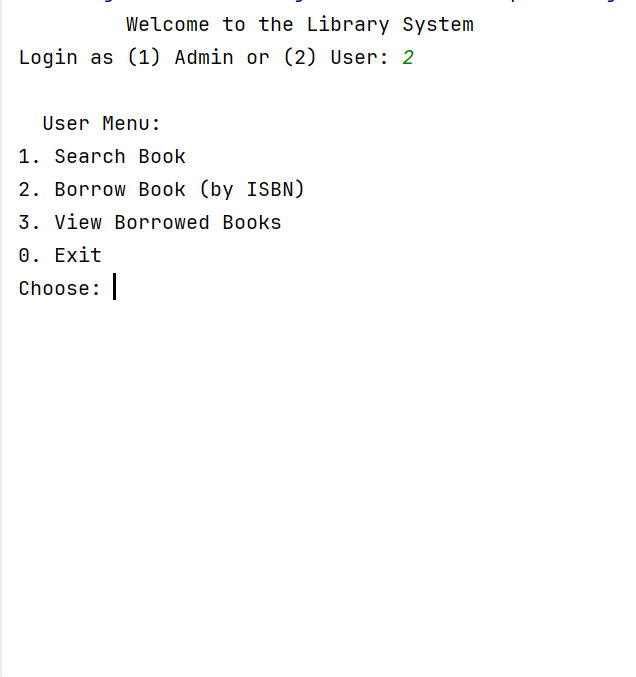 Welcome to the Library System
Login as (1) Admin or (2) User: 2
User Menu:
1. Search Book
2. Borrow Book (by ISBN)
3. View Borrowed Books
0. Exit
Choose: